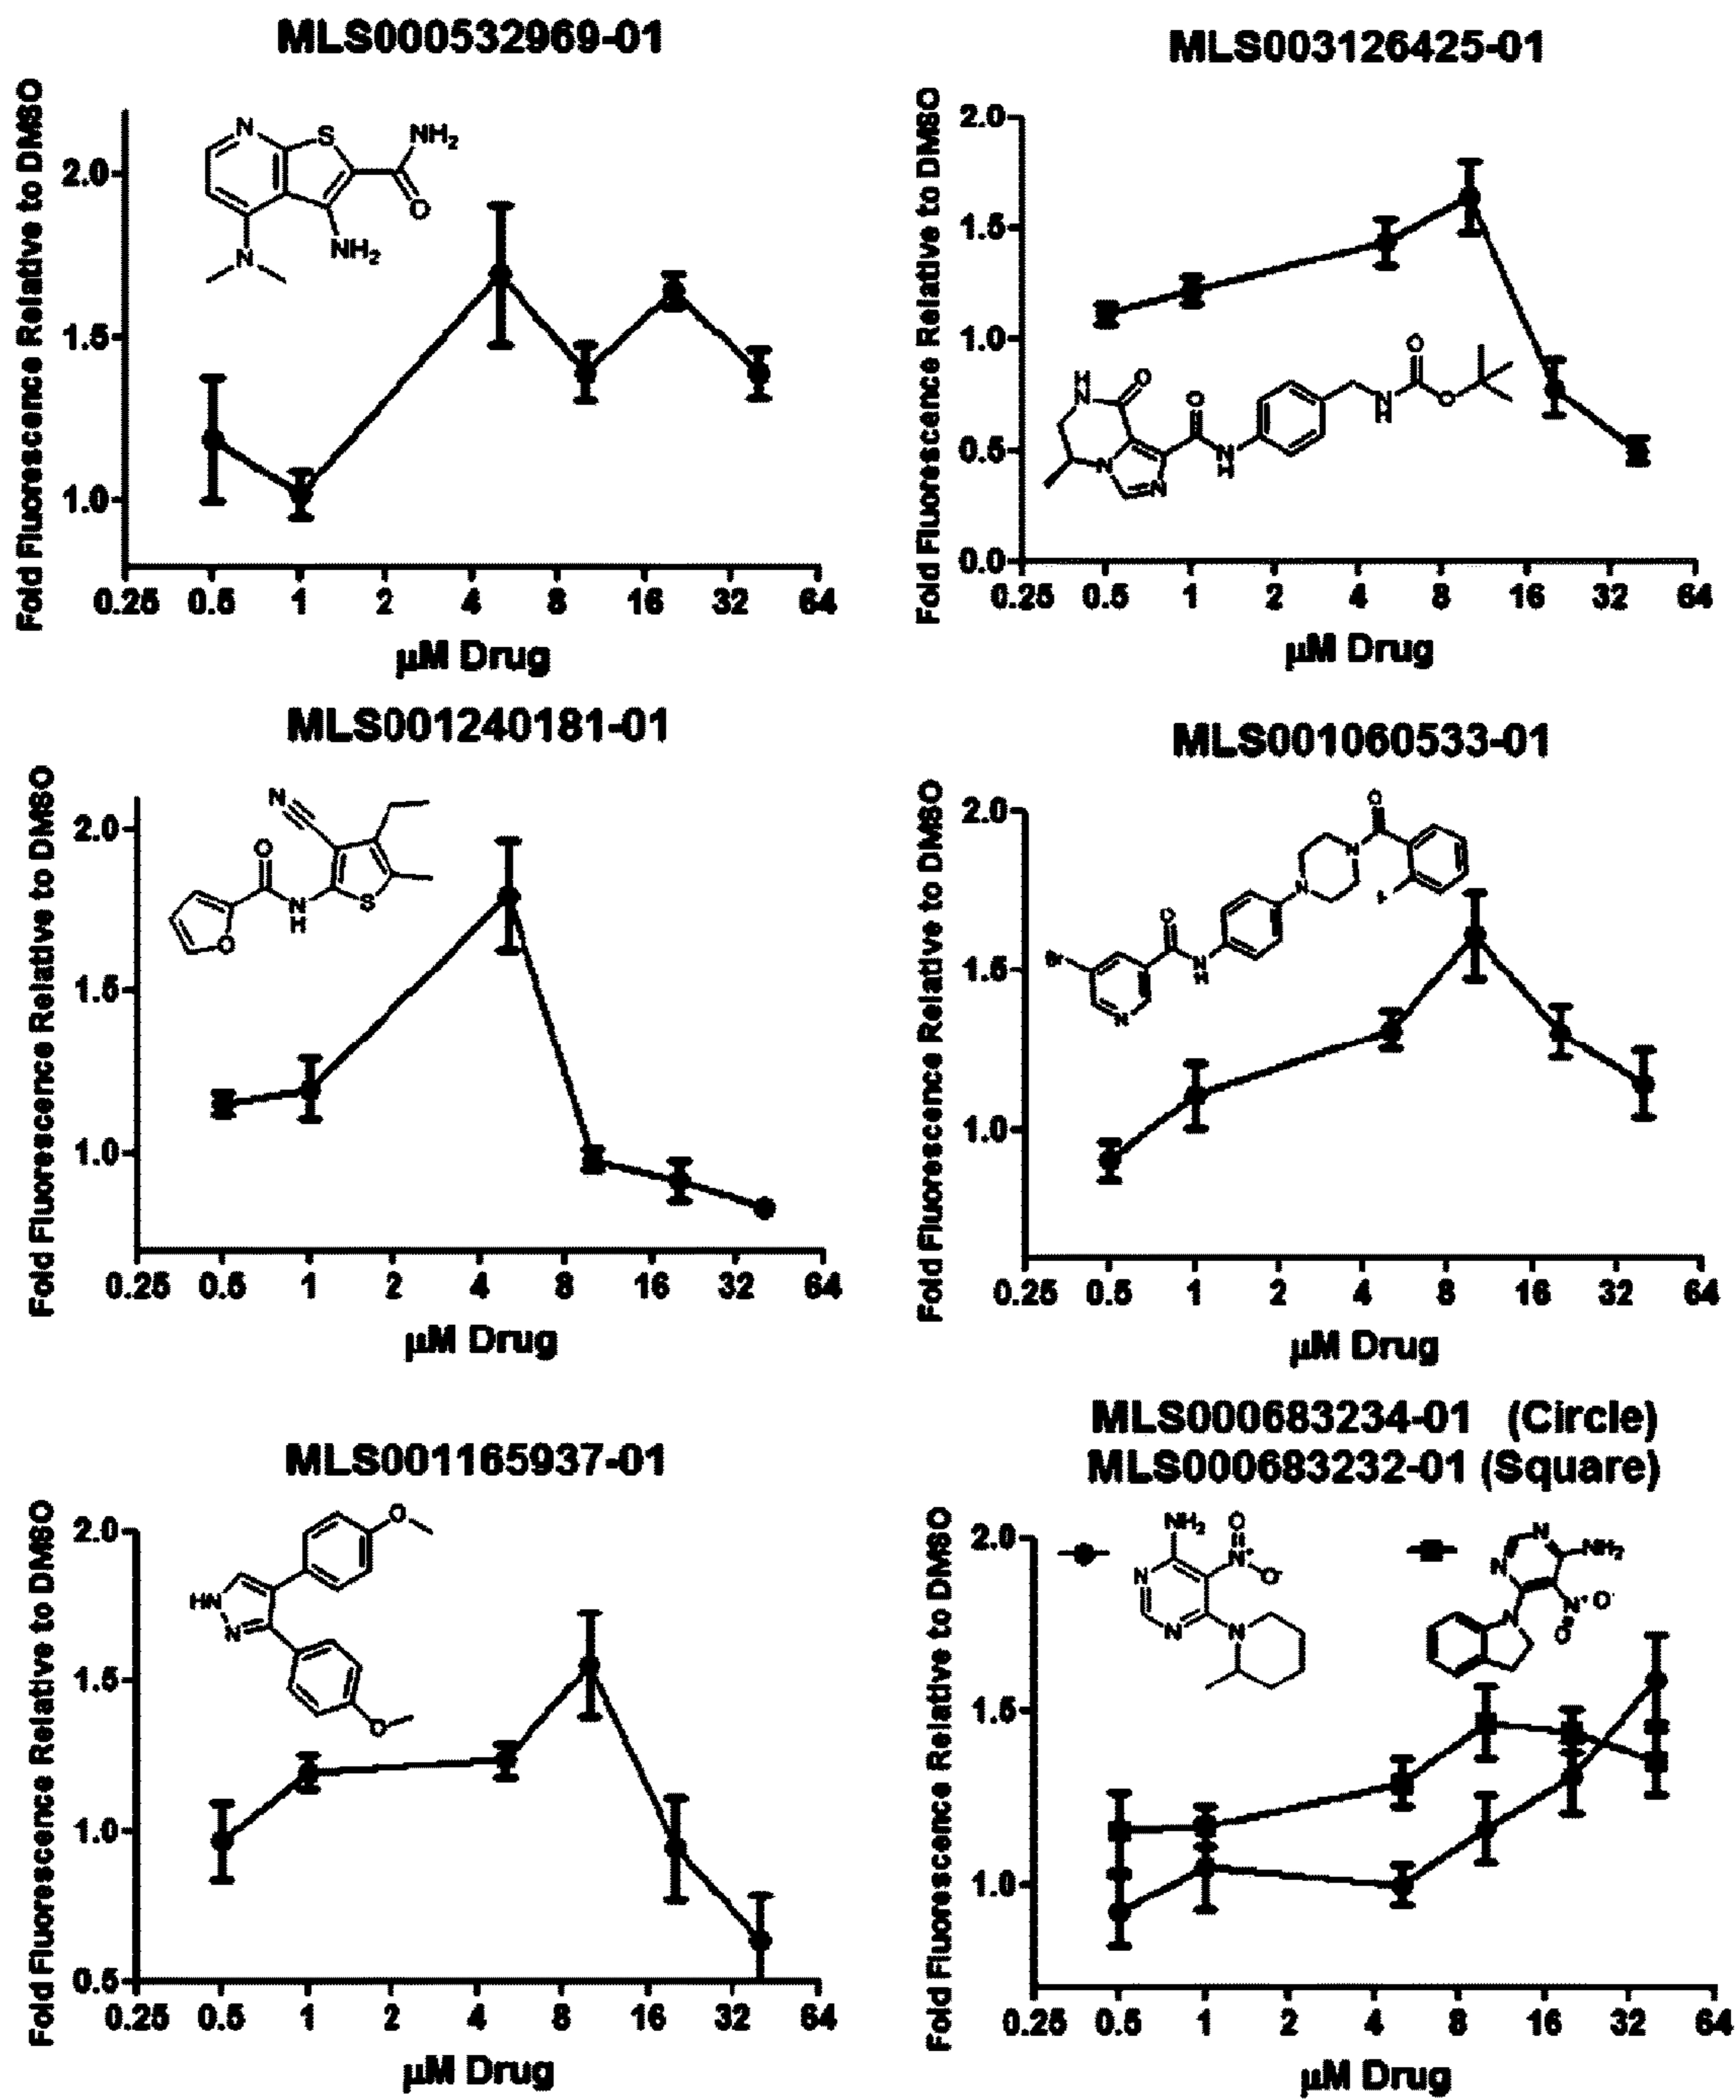 MLS000532969-01
Fold Fluorescence Relative to DMSO
2.0
1.5
1.0
N
S
NH2
O
NH2
N
0.25 0.5 1 2 4 8 16 32 64
μM Drug
MLS003126425-01
Fold Fluorescence Relative to DMSO
2.0
1.5
1.0
0.5
0.0
H
N
O
O
N
H
N
N
N
H
O
O
0.25 0.5 1 2 4 8 16 32 64
μM Drug
MLS001240181-01
Fold Fluorescence Relative to DMSO
2.0
1.5
1.0
N
O
N
H
S
O
0.25 0.5 1 2 4 8 16 32 64
μM Drug
MLS001060533-01
Fold Fluorescence Relative to DMSO
2.0
1.5
1.0
O
N
N
O
Br
N
H
N
0.25 0.5 1 2 4 8 16 32 64
μM Drug
MLS001165937-01
Fold Fluorescence Relative to DMSO
2.0
1.5
1.0
0.5
O
HN
N
O
0.25 0.5 1 2 4 8 16 32 64
μM Drug
MLS000683234-01 (Circle)
MLS000683232-01 (Square)
Fold Fluorescence Relative to DMSO
2.0
1.5
1.0
NH2
O
N+
O-
N
N
N
N
NH2
N
N+ O-
O
N
0.25 0.5 1 2 4 8 16 32 64
μM Drug